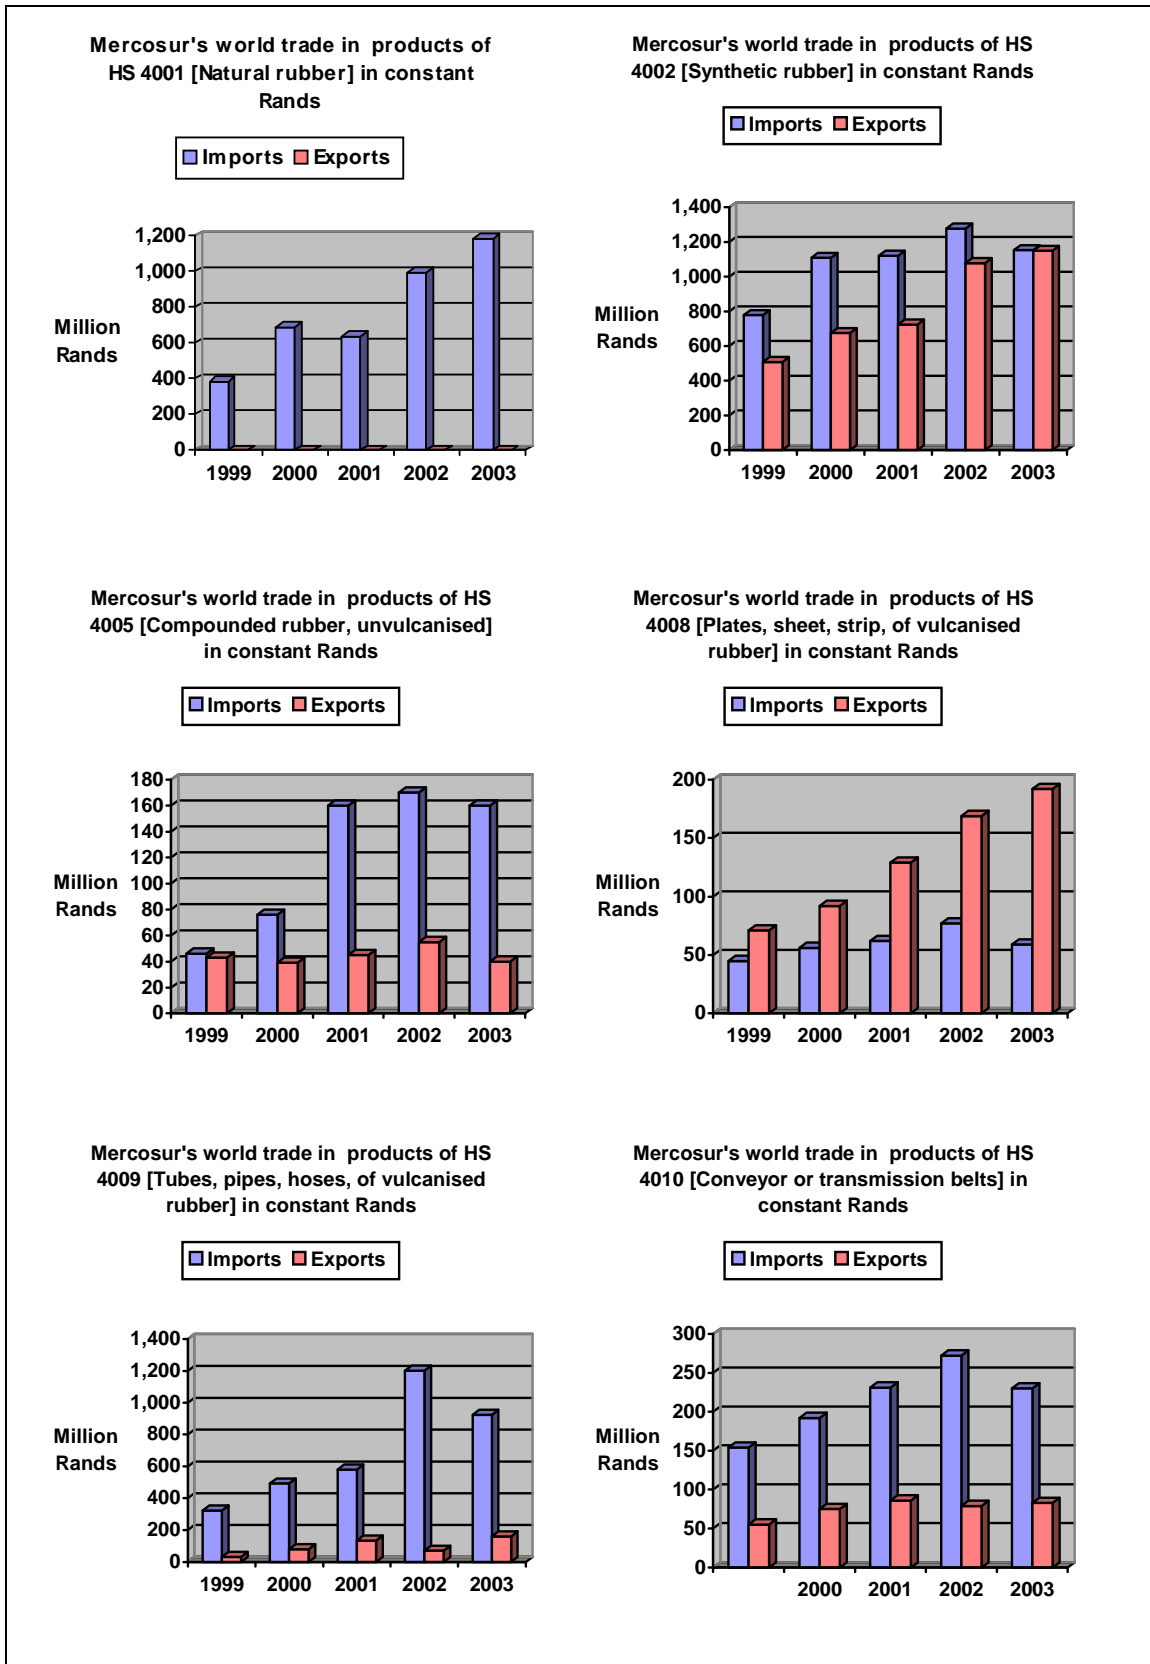 Mercosur's world trade in products of
HS 4001 [Natural rubber] in constant
Rands
Imports Exports
1,200
1,000
800
600
400
200
0
Million
Rands
1999 2000 2001 2002 2003
Mercosur's world trade in products of HS
4002 [Synthetic rubber] in constant Rands
Imports Exports
1,400
1,200
1,000
800
600
400
200
0
Million
Rands
1999 2000 2001 2002 2003
Mercosur's world trade in products of HS
4005 [Compounded rubber, unvulcanised]
in constant Rands
Imports Exports
180
160
140
120
100
80
60
40
20
0
Million
Rands
1999 2000 2001 2002 2003
Mercosur's world trade in products of HS
4008 [Plates, sheet, strip, of vulcanised
rubber] in constant Rands
Imports Exports
200
150
100
50
0
Million
Rands
1999 2000 2001 2002 2003
Mercosur's world trade in products of HS
4009 [Tubes, pipes, hoses, of vulcanised
rubber] in constant Rands
Imports Exports
1,400
1,200
1,000
800
600
400
200
0
Million
Rands
1999 2000 2001 2002 2003
Mercosur's world trade in products of HS
4010 [Conveyor or transmission belts] in
constant Rands
Imports Exports
300
250
200
150
100
50
0
Million
Rands
2000 2001 2002 2003